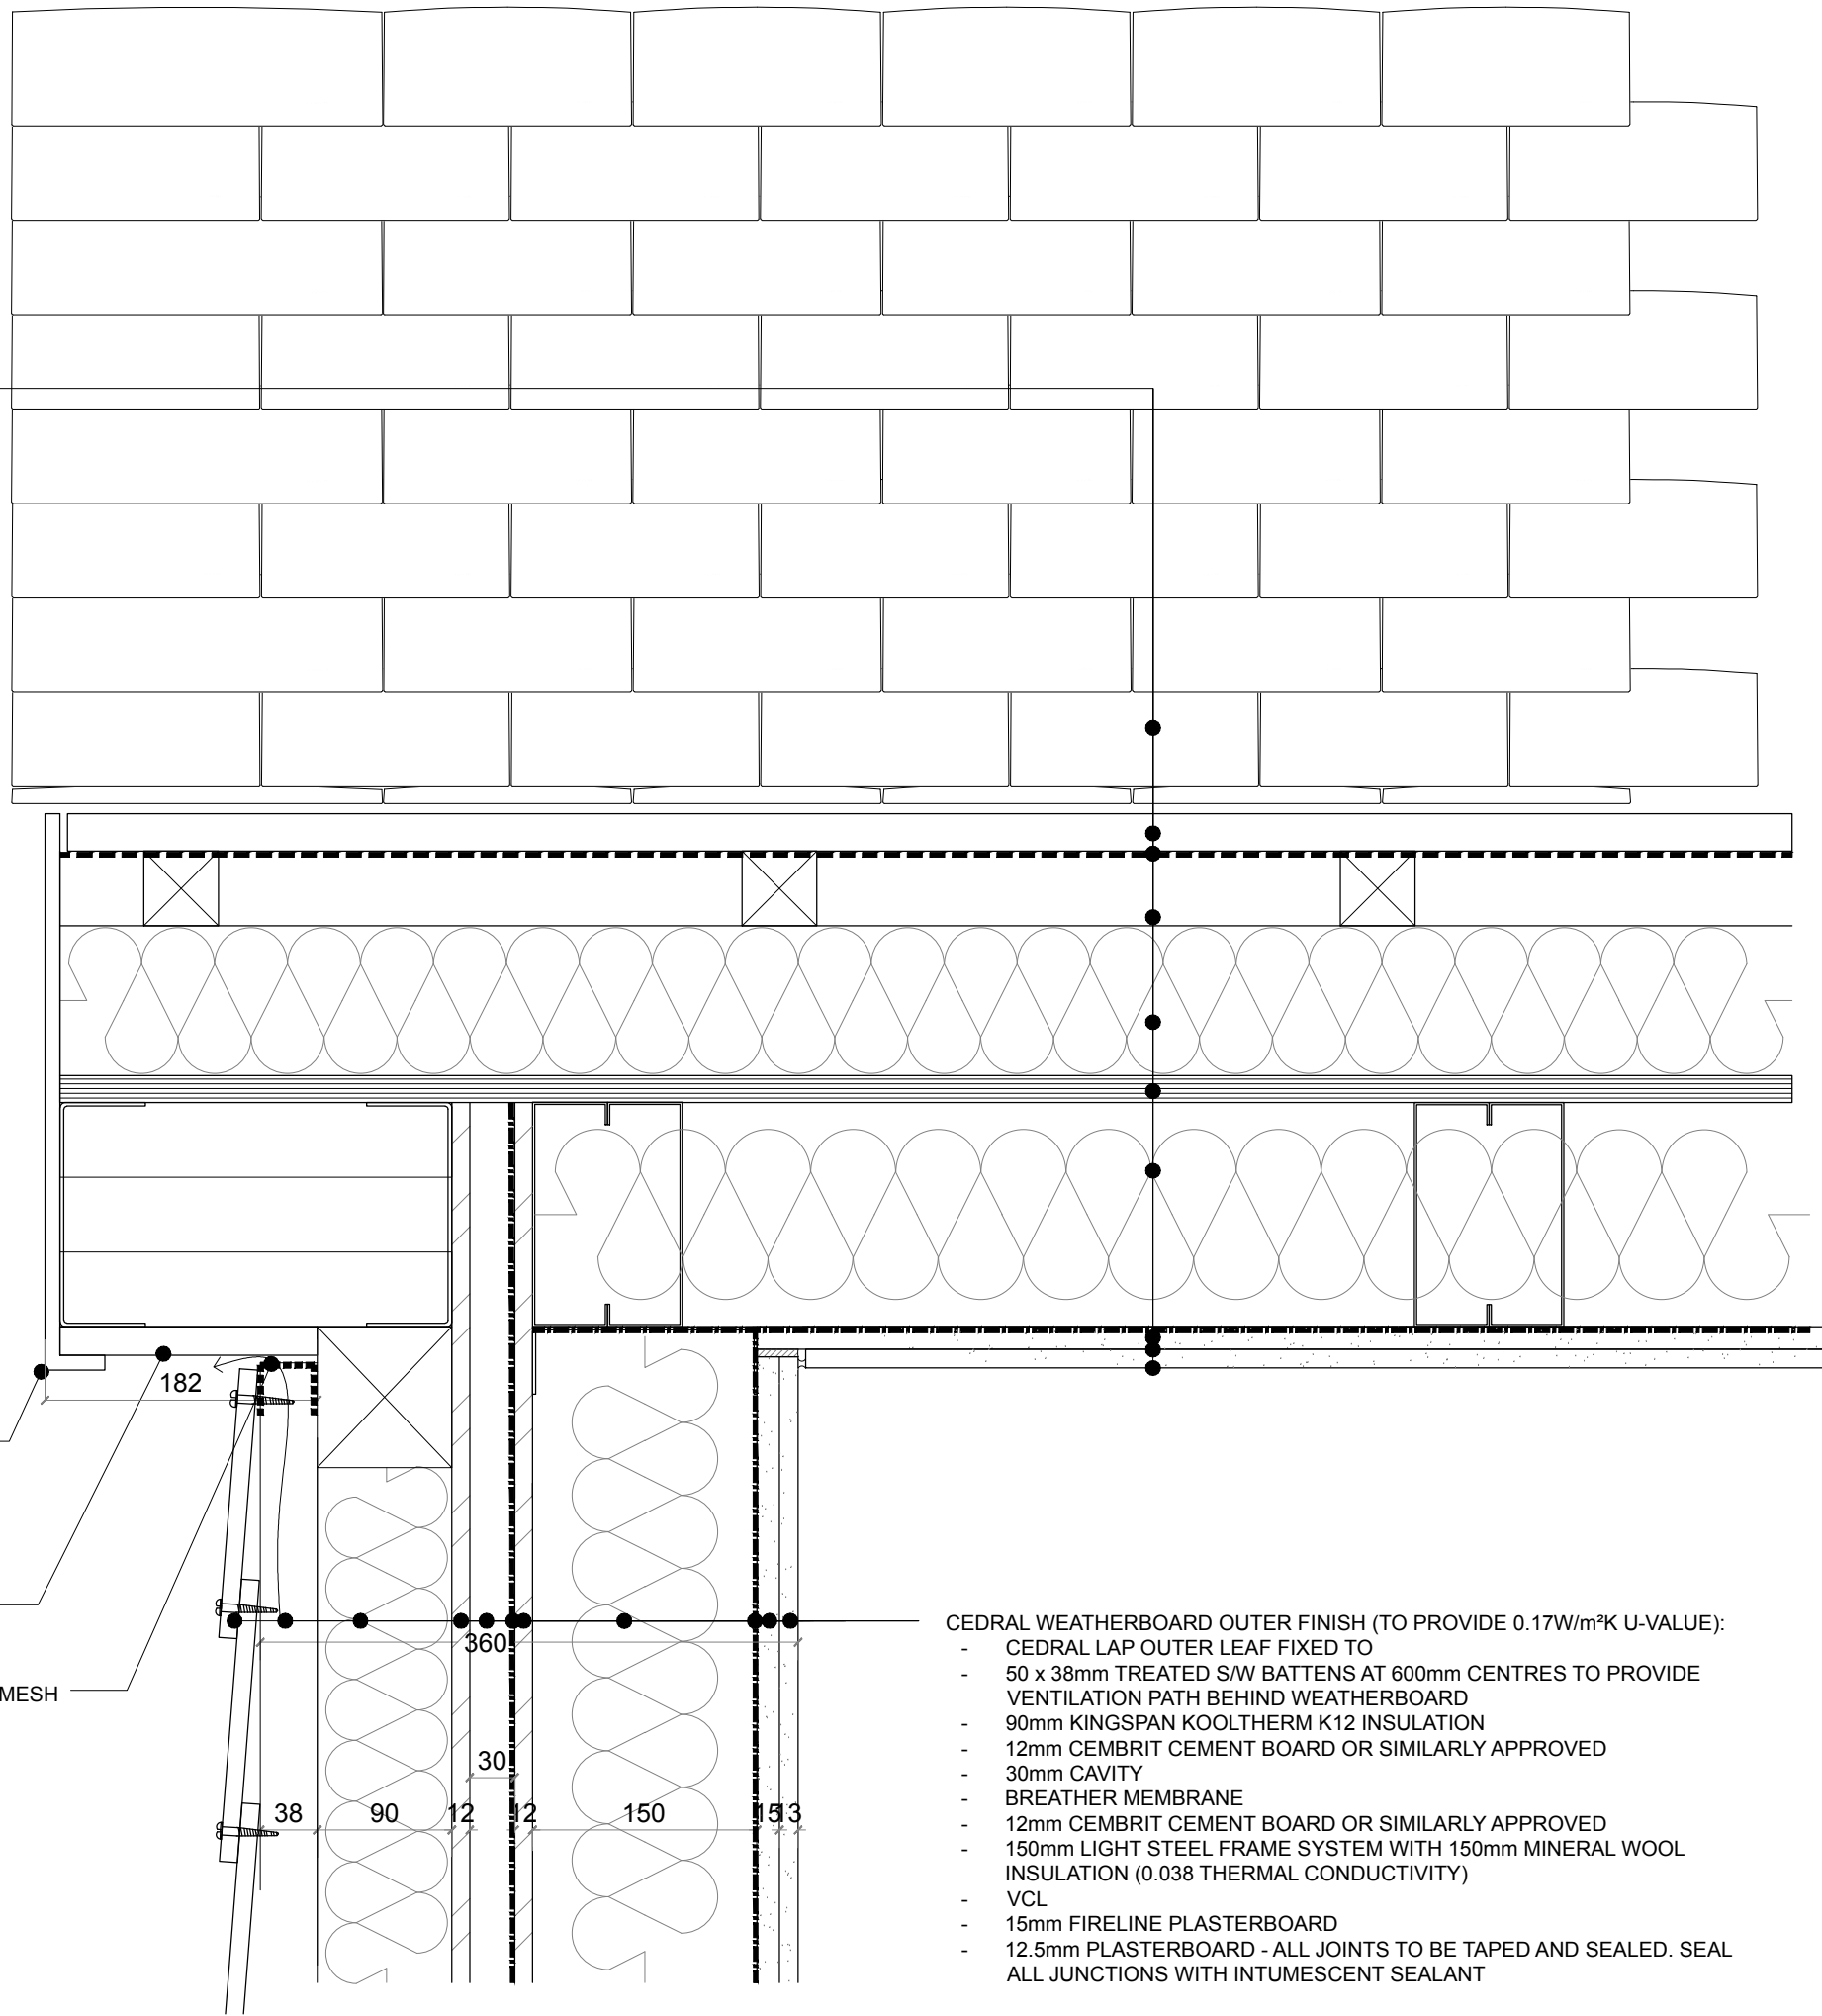 182
MESH
360
30
38
90
12
12
150
15
13
CEDRAL WEATHERBOARD OUTER FINISH (TO PROVIDE 0.17W/m²K U-VALUE):
- CEDRAL LAP OUTER LEAF FIXED TO
- 50 x 38mm TREATED S/W BATTENS AT 600mm CENTRES TO PROVIDE
VENTILATION PATH BEHIND WEATHERBOARD
- 90mm KINGSPAN KOOLTHERM K12 INSULATION
- 12mm CEMBRIT CEMENT BOARD OR SIMILARLY APPROVED
- 30mm CAVITY
- BREATHER MEMBRANE
- 12mm CEMBRIT CEMENT BOARD OR SIMILARLY APPROVED
- 150mm LIGHT STEEL FRAME SYSTEM WITH 150mm MINERAL WOOL
INSULATION (0.038 THERMAL CONDUCTIVITY)
- VCL
- 15mm FIRELINE PLASTERBOARD
- 12.5mm PLASTERBOARD - ALL JOINTS TO BE TAPED AND SEALED. SEAL
ALL JUNCTIONS WITH INTUMESCENT SEALANT